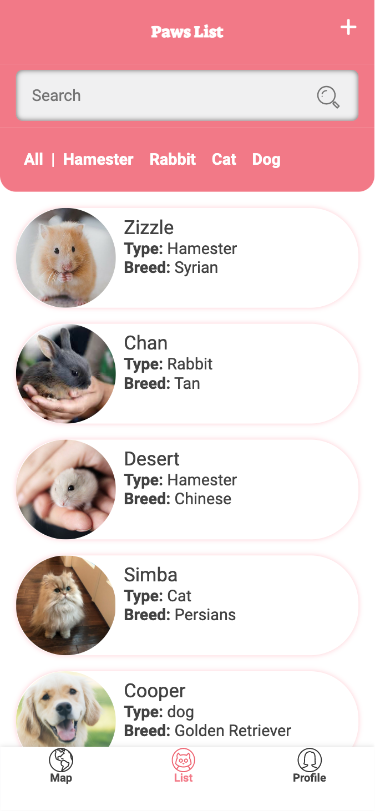 Paws List
+
Search
All | Hamester Rabbit Cat Dog
Zizzle
Type: Hamester
Breed: Syrian
Chan
Type: Rabbit
Breed: Tan
Desert
Type: Hamester
Breed: Chinese
Simba
Type: Cat
Breed: Persians
Cooper
Type: dog
Breed: Golden Retriever
Map List Profile